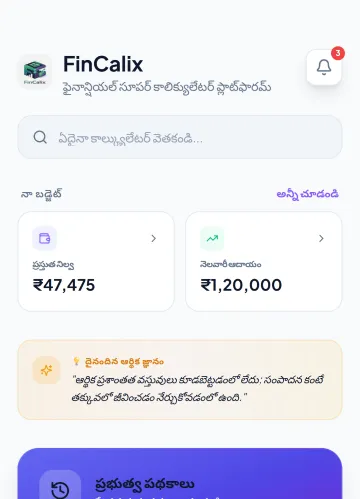 FinCalix
ఫైనాన్షియల్ సూపర్ కాలిక్యులేటర్ ప్లాట్‌ఫారమ్
3
FinCalix
ఏదైనా కాల్క్యులేటర్ వెతకండి...
నా బడ్జెట్
అన్నీ చూడండి
ప్రస్తుత నిల్వ
₹47,475
నెలవారీ ఆదాయం
₹1,20,000
💡 దైనందిన ఆర్థిక జ్ఞానం
"ఆర్థిక ప్రశాంతత వస్తువులు కూడబెట్టడంలో లేదు; సంపాదన కంటే
తక్కువలో జీవించడం నేర్చుకోవడంలో ఉంది."
ప్రభుత్వ పథకాలు